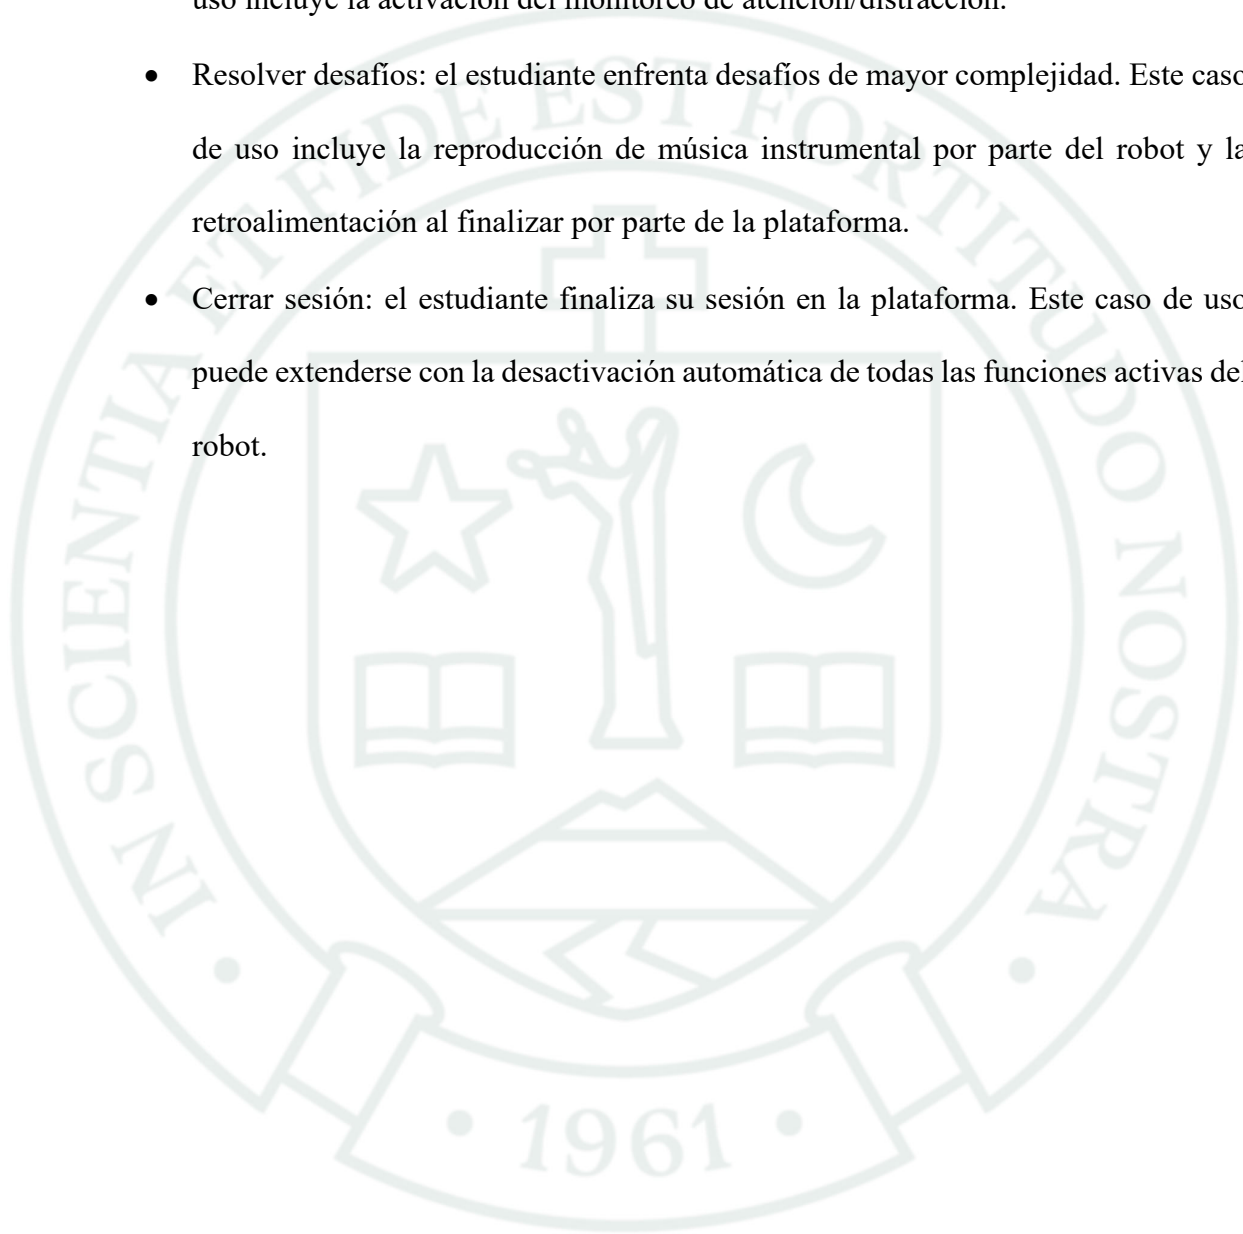 uso incluye la activación del monitoreo de atención/distracción.
• Resolver desafíos: el estudiante enfrenta desafíos de mayor complejidad. Este caso
de uso incluye la reproducción de música instrumental por parte del robot y la
retroalimentación al finalizar por parte de la plataforma.
• Cerrar sesión: el estudiante finaliza su sesión en la plataforma. Este caso de uso
puede extenderse con la desactivación automática de todas las funciones activas del
robot.
IN SCIENTIA ET FIDE EST FORTITUDO NOSTRA
• 1961 •